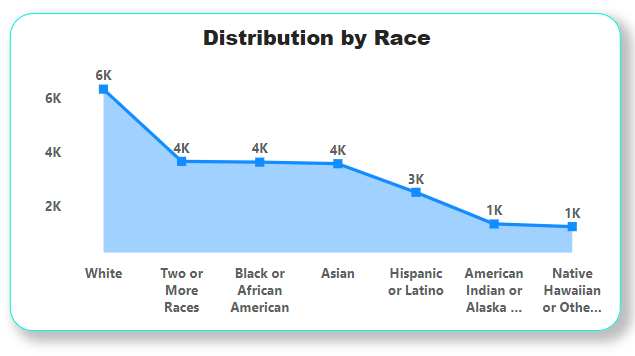 Distribution by Race
6K
4K
2K
6K
4K
4K
4K
3K
1K
1K
White
Two or
More
Races
Black or
African
American
Asian
Hispanic
or Latino
American
Indian or
Alaska ...
Native
Hawaiian
or Othe...